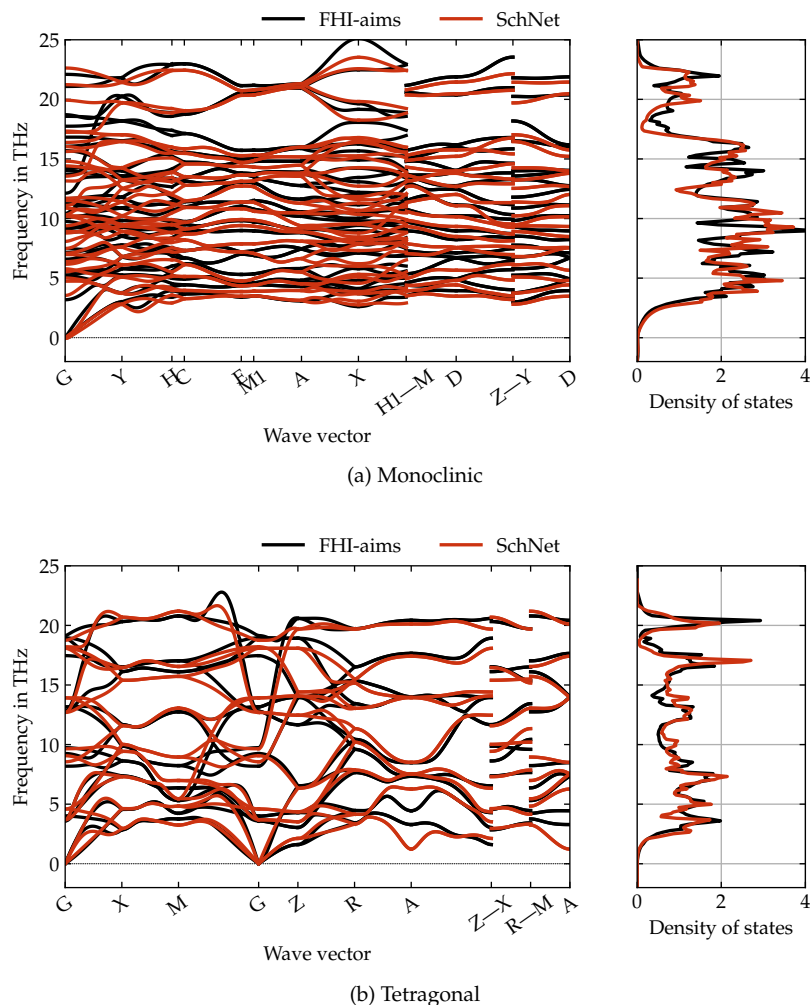 FHI-aims SchNet
25
20
15
10
5
0
Frequency in THz
G Y H C E M1 A X H1—M D Z—Y D
Wave vector
0 2 4
Density of states
(a) Monoclinic
FHI-aims SchNet
25
20
15
10
5
0
Frequency in THz
G X M G Z R A Z—X R—M A
Wave vector
0 2 4
Density of states
(b) Tetragonal